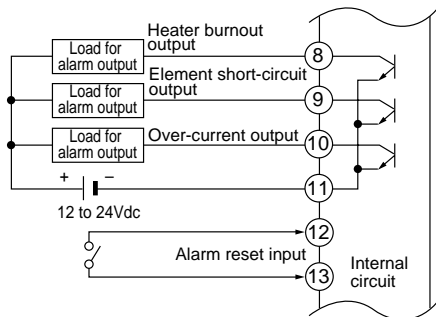 Heater burnout
output
Load for
alarm output
8
Element short-circuit
output
Load for
alarm output
9
Load for
alarm output
Over-current output
10
+ −
11
12 to 24Vdc
12
Alarm reset input
13
Internal
circuit